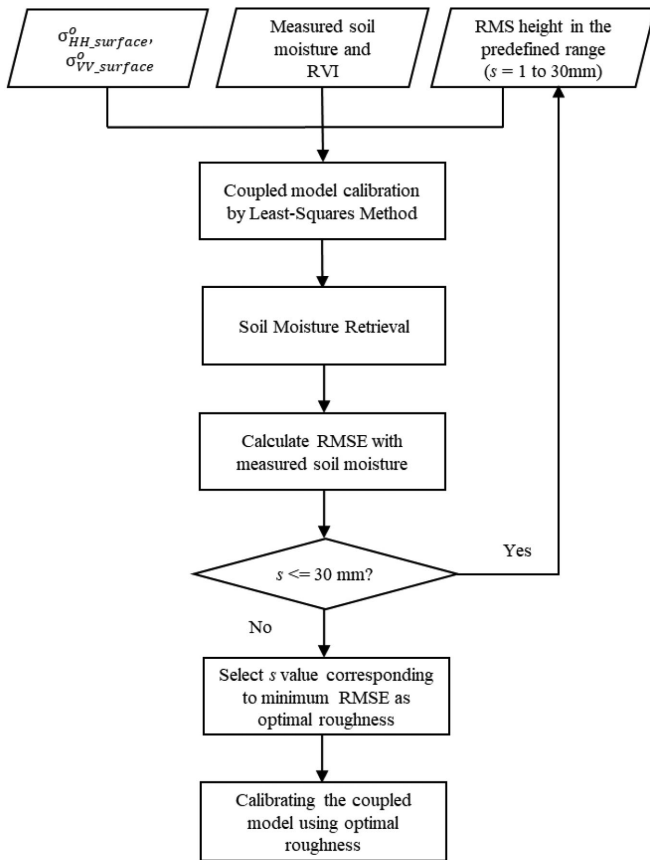 σᵒHH_surface,
σᵒVV_surface
Measured soil
moisture and
RVI
RMS height in the
predefined range
(s = 1 to 30mm)
Coupled model calibration
by Least-Squares Method
Soil Moisture Retrieval
Calculate RMSE with
measured soil moisture
s <= 30 mm?
Yes
No
Select s value corresponding
to minimum RMSE as
optimal roughness
Calibrating the coupled
model using optimal
roughness